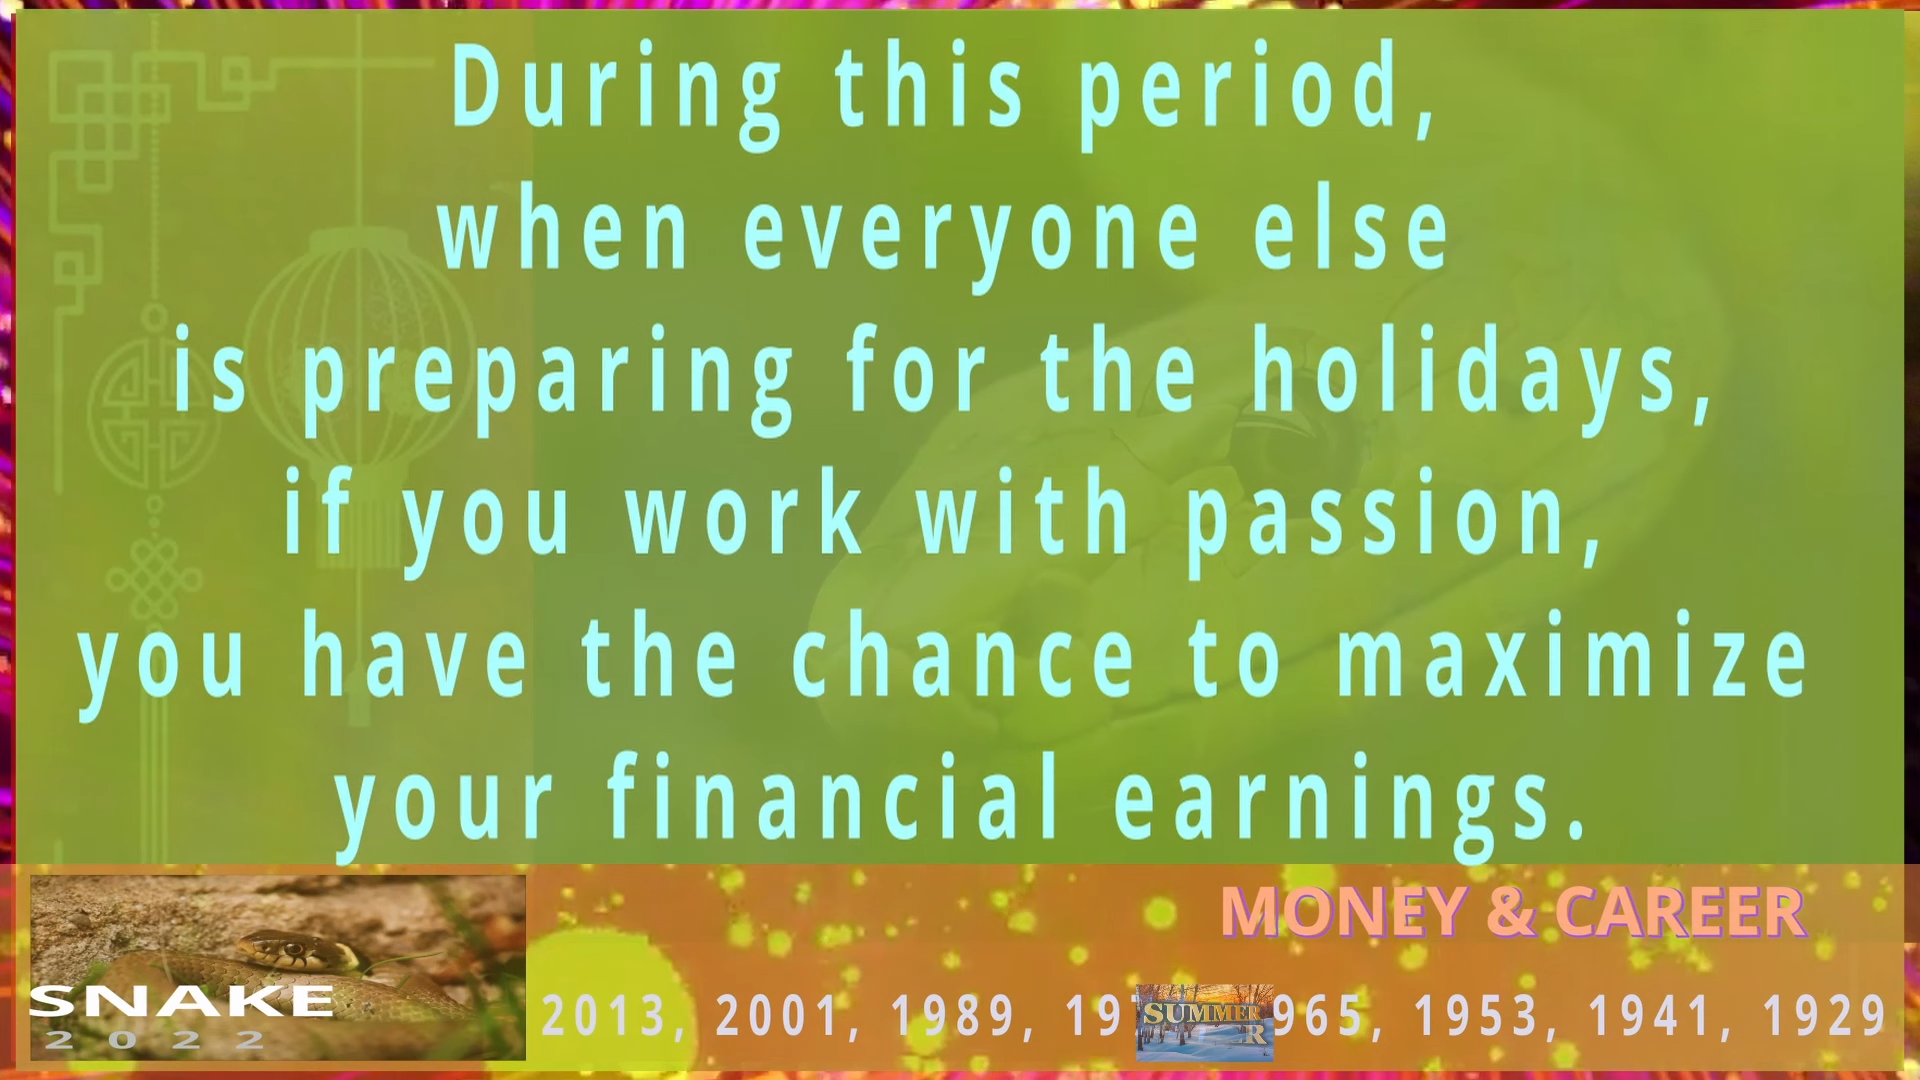 During this period,
when everyone else
is preparing for the holidays,
if you work with passion,
you have the chance to maximize
your financial earnings.
MONEY & CAREER
SNAKE
2022
2013, 2001, 1989, 19 965, 1953, 1941, 1929
SUMMER
R